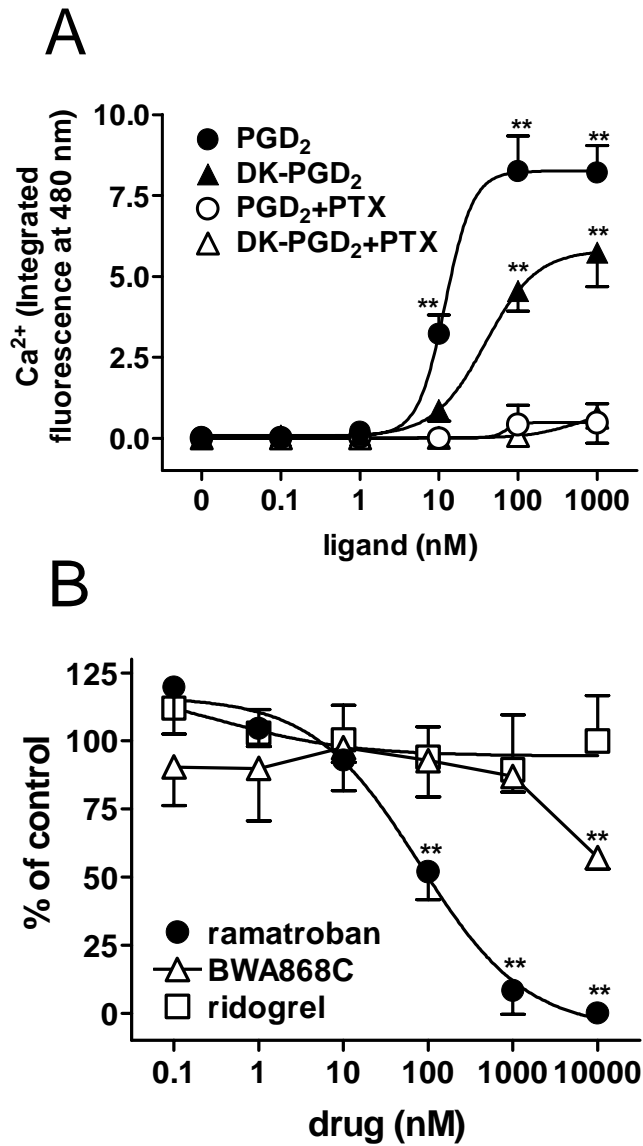 A
Ca²⁺ (Integrated
fluorescence at 480 nm)
10.0
7.5
5.0
2.5
0.0
PGD₂
DK-PGD₂
PGD₂+PTX
DK-PGD₂+PTX
** **
**
** **
0 0.1 1 10 100 1000
ligand (nM)
B
% of control
125
100
75
50
25
0
**
**
** **
ramatroban
BWA868C
ridogrel
0.1 1 10 100 1000 10000
drug (nM)